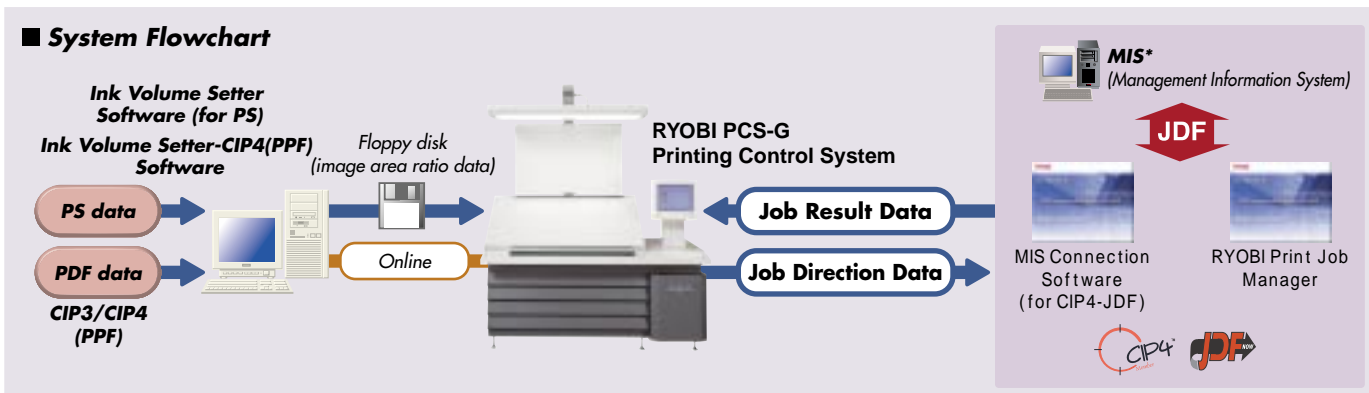 ■ System Flowchart
Ink Volume Setter
Software (for PS)
Ink Volume Setter-CIP4(PPF)
Software
PS data
PDF data
CIP3/CIP4
(PPF)
Floppy disk
(image area ratio data)
Online
RYOBI PCS-G
Printing Control System
Job Result Data
Job Direction Data
MIS*
(Management Information System)
JDF
MIS Connection
Software
(for CIP4-JDF)
RYOBI Print Job
Manager
CIP4
JDF NOW